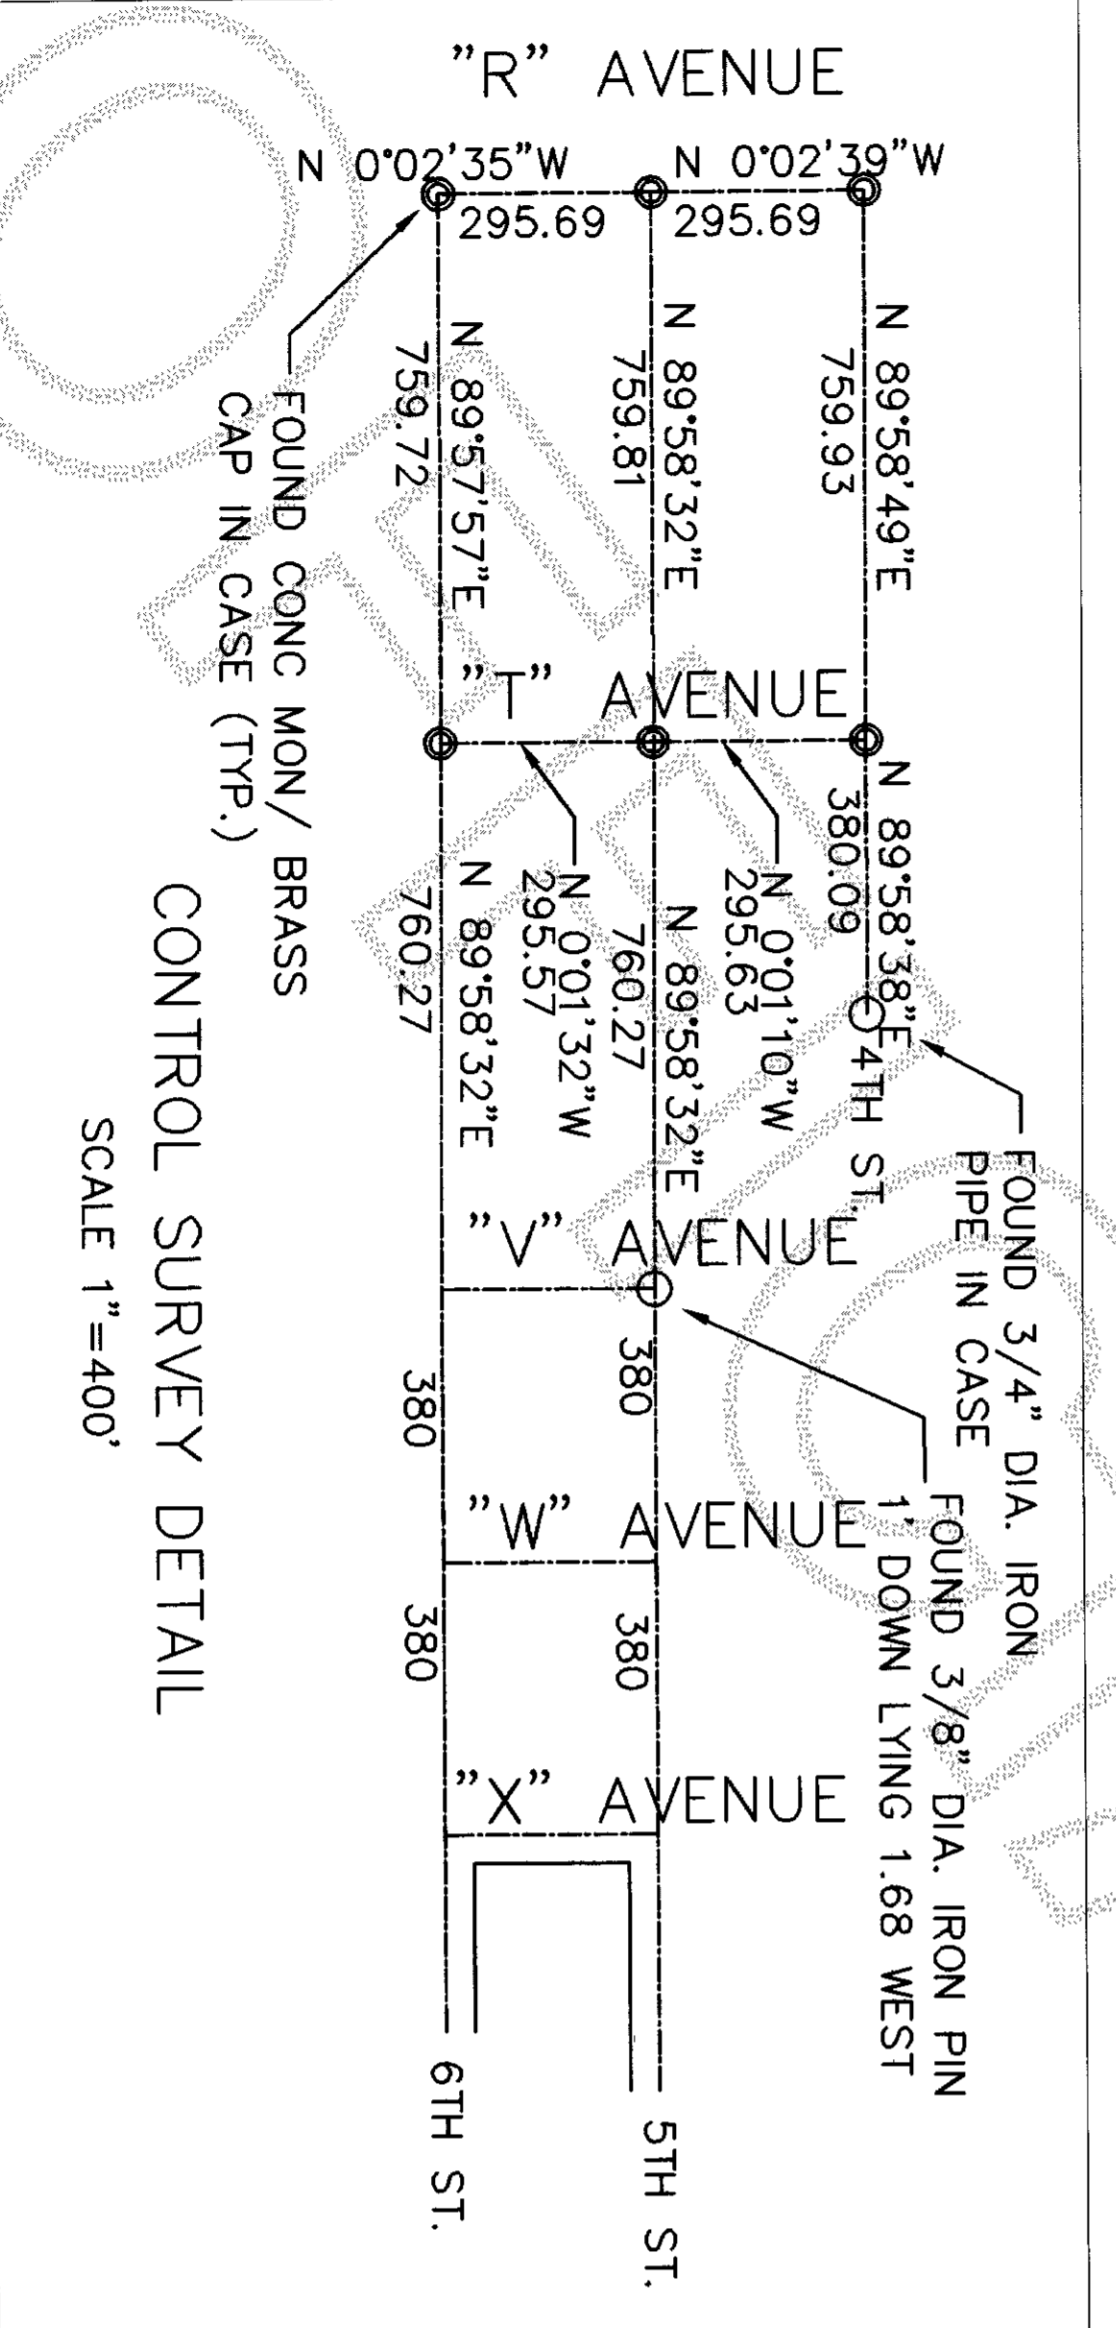 "R" AVENUE
N 0°02'35"W
N 0°02'39"W
295.69
295.69
N 89°58'49"E
759.93
N 89°58'32"E
759.81
N 89°57'57"E
759.72
FOUND CONC MON/ BRASS
CAP IN CASE (TYP.)
"T" AVENUE
N 89°58'38"E
380.09
4TH ST.
N 0°01'10"W
295.63
N 89°58'32"E
760.27
N 0°01'32"W
295.57
N 89°58'32"E
760.27
FOUND 3/4" DIA. IRON
PIPE IN CASE
FOUND 3/8" DIA. IRON PIN
1' DOWN LYING 1.68 WEST
"V" AVENUE
380
380
"W" AVENUE
380
380
"X" AVENUE
5TH ST.
6TH ST.
CONTROL SURVEY DETAIL
SCALE 1"=400'